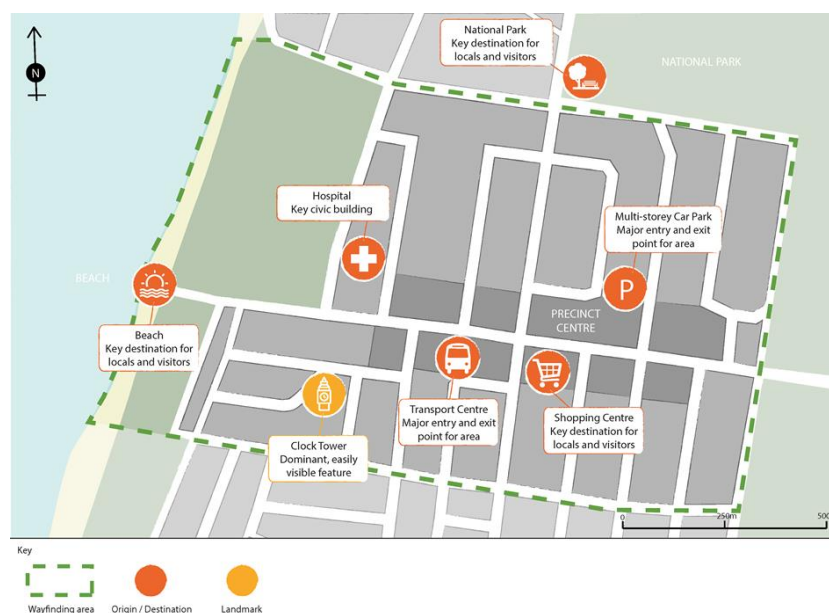 National Park
Key destination for
locals and visitors
NATIONAL PARK
N
Hospital
Key civic building
Multi-storey Car Park
Major entry and exit
point for area
P
BEACH
PRECINCT
CENTRE
Beach
Key destination for
locals and visitors
Transport Centre
Major entry and exit
point for area
Shopping Centre
Key destination for
locals and visitors
Clock Tower
Dominant, easily
visible feature
0 250m 500
Key
Wayfinding area
Origin / Destination
Landmark